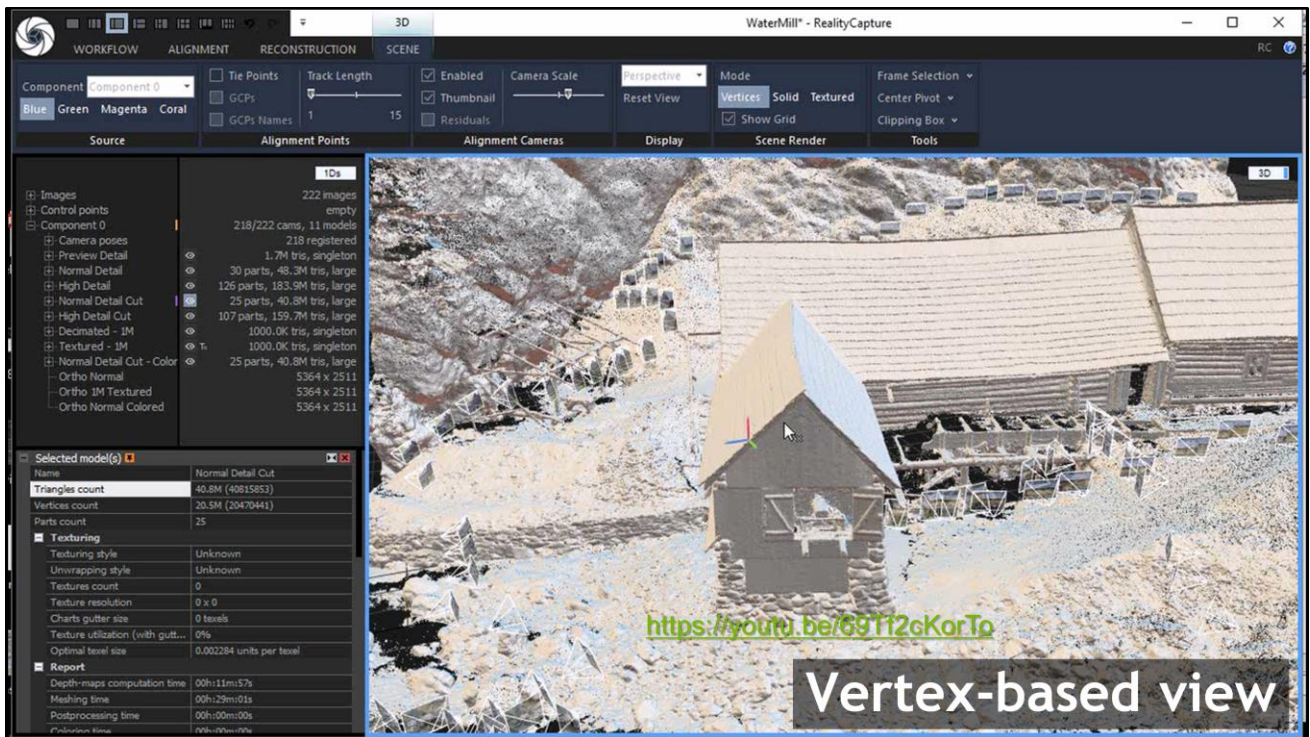 3D
WaterMill* - RealityCapture
WORKFLOW ALIGNMENT RECONSTRUCTION SCENE
RC
Component Component 0
Blue Green Magenta Coral
Source
Tie Points
GCPs
GCPs Names
Track Length
1 15
Alignment Points
Enabled
Thumbnail
Residuals
Camera Scale
Alignment Cameras
Perspective
Reset View
Display
Mode
Vertices Solid Textured
Show Grid
Scene Render
Frame Selection
Center Pivot
Clipping Box
Tools
1Ds
Images 222 images
Control points empty
Component 0 218/222 cams, 11 models
Camera poses 218 registered
Preview Detail 1.7M tris, singleton
Normal Detail 30 parts, 48.3M tris, large
High Detail 126 parts, 183.9M tris, large
Normal Detail Cut 25 parts, 40.8M tris, large
High Detail Cut 107 parts, 159.7M tris, large
Decimated - 1M 1000.0K tris, singleton
Textured - 1M 1000.0K tris, singleton
Normal Detail Cut - Color 25 parts, 40.8M tris, large
Ortho Normal 5364 x 2511
Ortho 1M Textured 5364 x 2511
Ortho Normal Colored 5364 x 2511
Selected model(s)
Name Normal Detail Cut
Triangles count 40.8M (40815853)
Vertices count 20.5M (20470441)
Parts count 25
Texturing
Texturing style Unknown
Unwrapping style Unknown
Textures count 0
Texture resolution 0 x 0
Charts gutter size 0 texels
Texture utilization (with gutt... 0%
Optimal texel size 0.002284 units per texel
Report
Depth-maps computation time 00h:11m:57s
Meshing time 00h:29m:01s
Postprocessing time 00h:00m:00s
Coloring time 00h:00m:00s
3D
https://youtu.be/69Tf2cKorTo
Vertex-based view